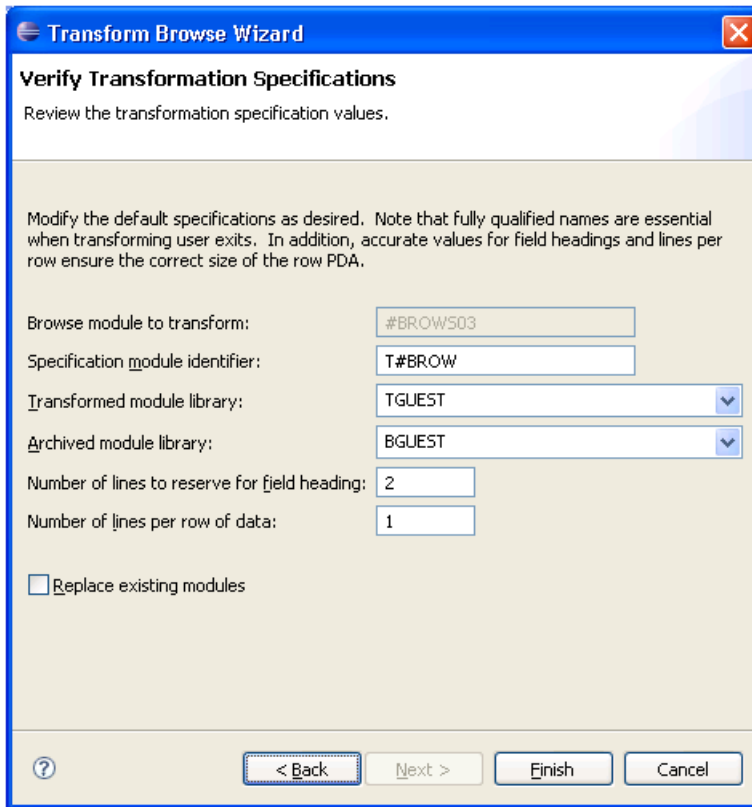 Transform Browse Wizard
Verify Transformation Specifications
Review the transformation specification values.
Modify the default specifications as desired. Note that fully qualified names are essential
when transforming user exits. In addition, accurate values for field headings and lines per
row ensure the correct size of the row PDA.
Browse module to transform: #BROWS03
Specification module identifier: T#BROW
Transformed module library: TGUEST
Archived module library: BGUEST
Number of lines to reserve for field heading: 2
Number of lines per row of data: 1
Replace existing modules
? < Back Next > Finish Cancel